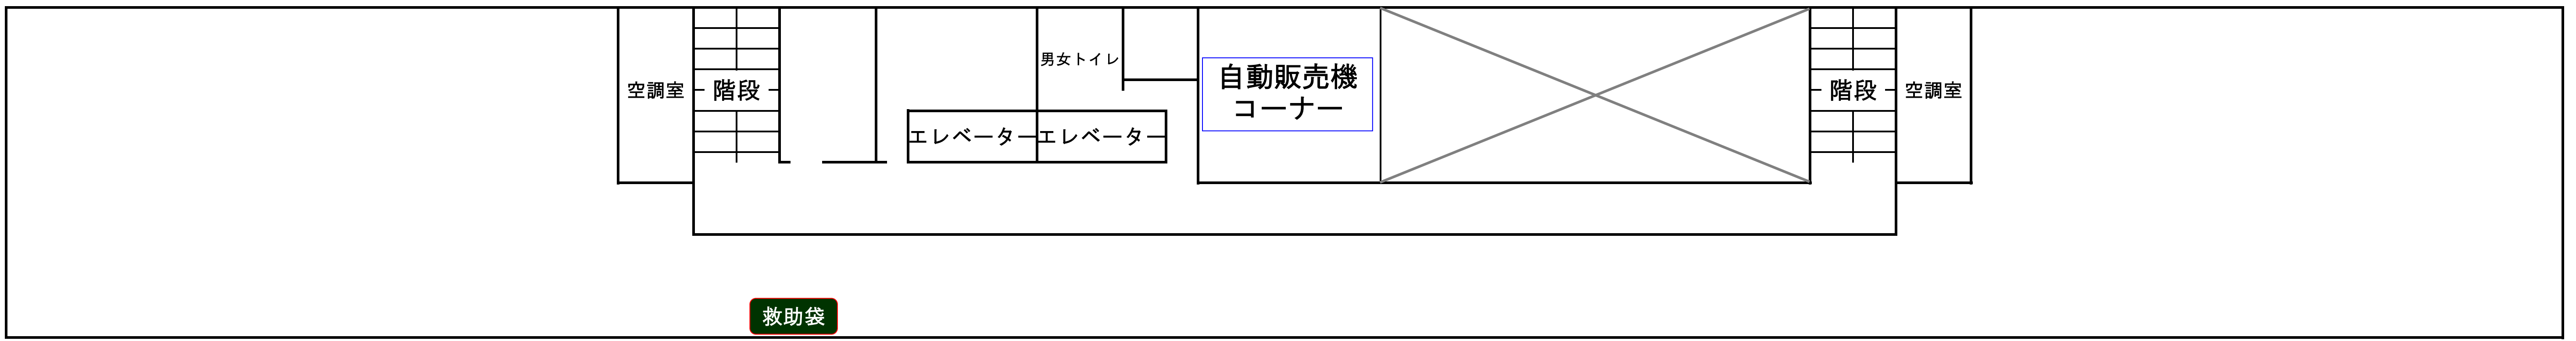 男女トイレ
空調室
階段
自動販売機
コーナー
階段
空調室
エレベーター
エレベーター
救助袋